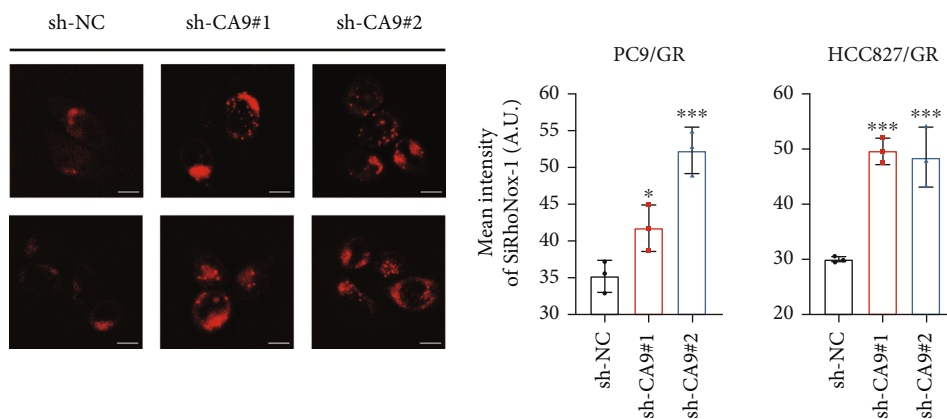 sh-NC sh-CA9#1 sh-CA9#2
PC9/GR
Mean intensity
of SiRhoNox-1 (A.U.)
60
55
50
45
40
35
30
*
***
sh-NC
sh-CA9#1
sh-CA9#2
HCC827/GR
60
50
40
30
20
*** ***
sh-NC
sh-CA9#1
sh-CA9#2